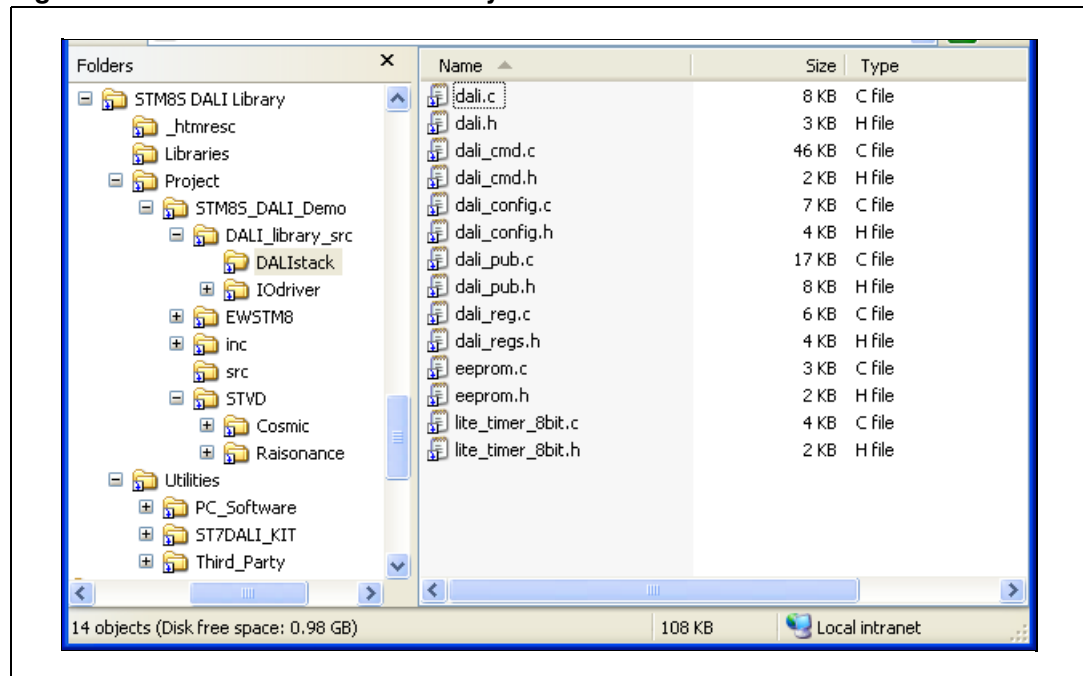 Folders
STM8S DALI Library
_htmresc
Libraries
Project
STM8S_DALI_Demo
DALI_library_src
DALIstack
IOdriver
EWSTM8
inc
src
STVD
Cosmic
Raisonance
Utilities
PC_Software
ST7DALI_KIT
Third_Party
Name Size Type
dali.c 8 KB C file
dali.h 3 KB H file
dali_cmd.c 46 KB C file
dali_cmd.h 2 KB H file
dali_config.c 7 KB C file
dali_config.h 4 KB H file
dali_pub.c 17 KB C file
dali_pub.h 8 KB H file
dali_reg.c 6 KB C file
dali_regs.h 4 KB H file
eeprom.c 3 KB C file
eeprom.h 2 KB H file
lite_timer_8bit.c 4 KB C file
lite_timer_8bit.h 2 KB H file
14 objects (Disk free space: 0.98 GB) 108 KB Local intranet